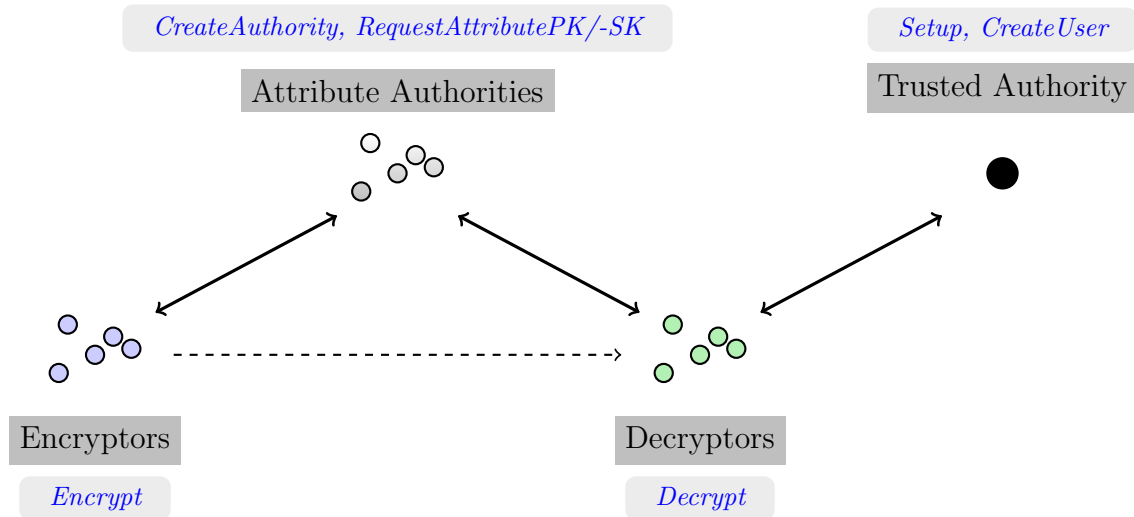 CreateAuthority, RequestAttributePK/-SK
Setup, CreateUser
Attribute Authorities
Trusted Authority
Encryptors
Decryptors
Encrypt
Decrypt